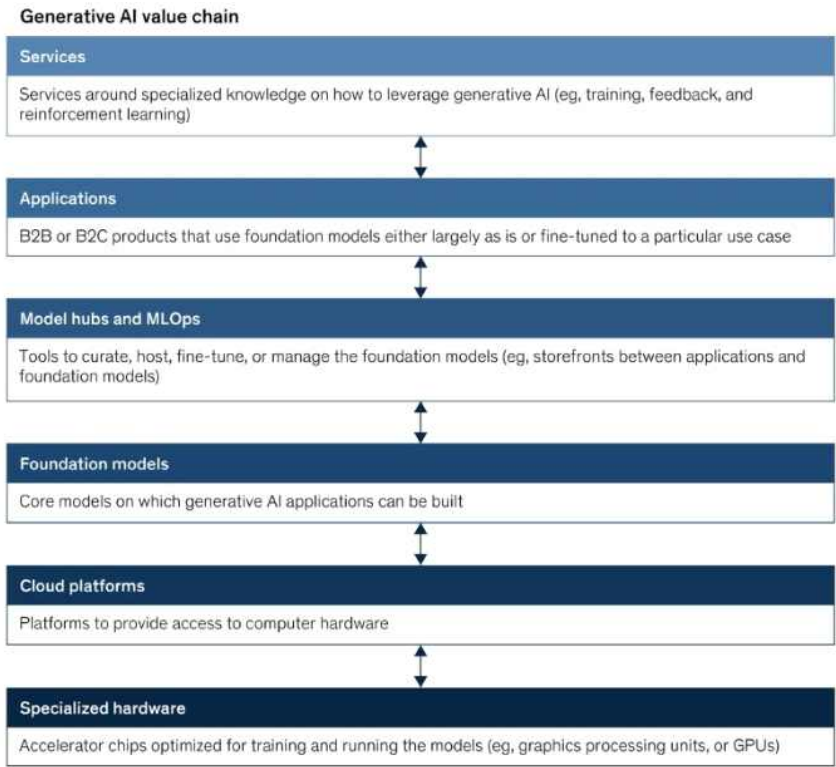 Generative AI value chain
Services
Services around specialized knowledge on how to leverage generative AI (eg, training, feedback, and
reinforcement learning)
Applications
B2B or B2C products that use foundation models either largely as is or fine-tuned to a particular use case
Model hubs and MLOps
Tools to curate, host, fine-tune, or manage the foundation models (eg, storefronts between applications and
foundation models)
Foundation models
Core models on which generative AI applications can be built
Cloud platforms
Platforms to provide access to computer hardware
Specialized hardware
Accelerator chips optimized for training and running the models (eg, graphics processing units, or GPUs)